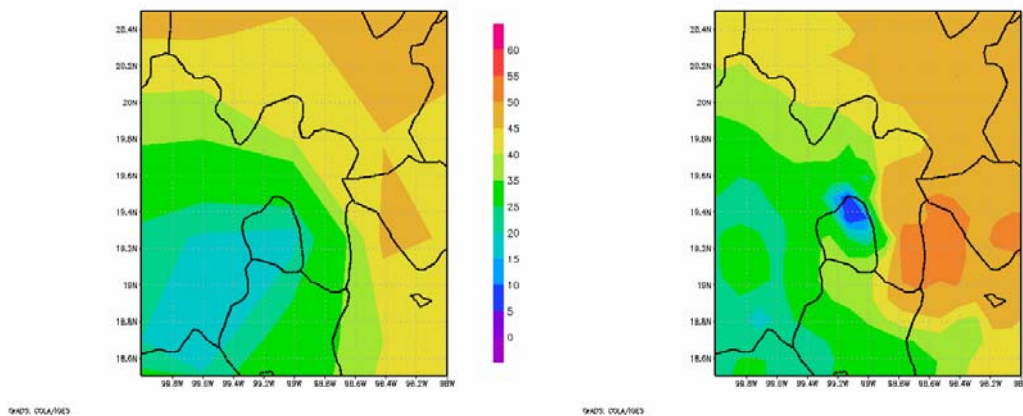 20.4N
20.2N
20N
19.8N
19.6N
19.4N
19.2N
19N
18.8N
18.6N
99.8W 99.6W 99.4W 99.2W 99W 98.8W 98.6W 98.4W 98.2W 98W
GrADS: COLA/IGES
60
55
50
45
40
35
25
20
15
10
5
0
20.4N
20.2N
20N
19.8N
19.6N
19.4N
19.2N
19N
18.8N
18.6N
99.8W 99.6W 99.4W 99.2W 99W 98.8W 98.6W 98.4W 98.2W 98
GrADS: COLA/IGES